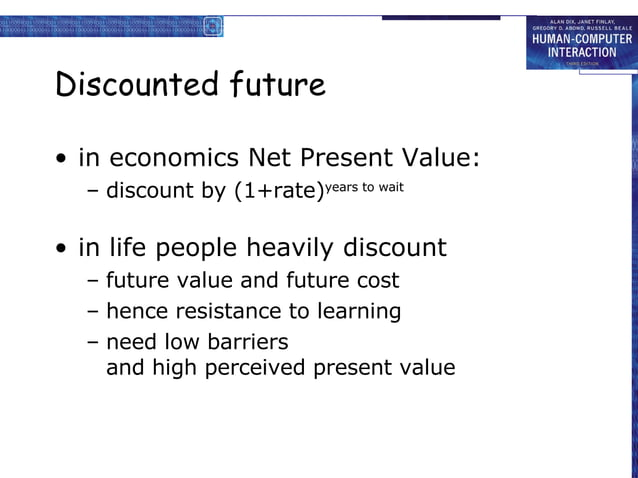 ALAN DIX, JANET FINLAY,
GREGORY D. ABOWD, RUSSELL BEALE
HUMAN-COMPUTER
INTERACTION
THIRD EDITION
Discounted future
• in economics Net Present Value:
– discount by (1+rate)years to wait
• in life people heavily discount
– future value and future cost
– hence resistance to learning
– need low barriers
and high perceived present value